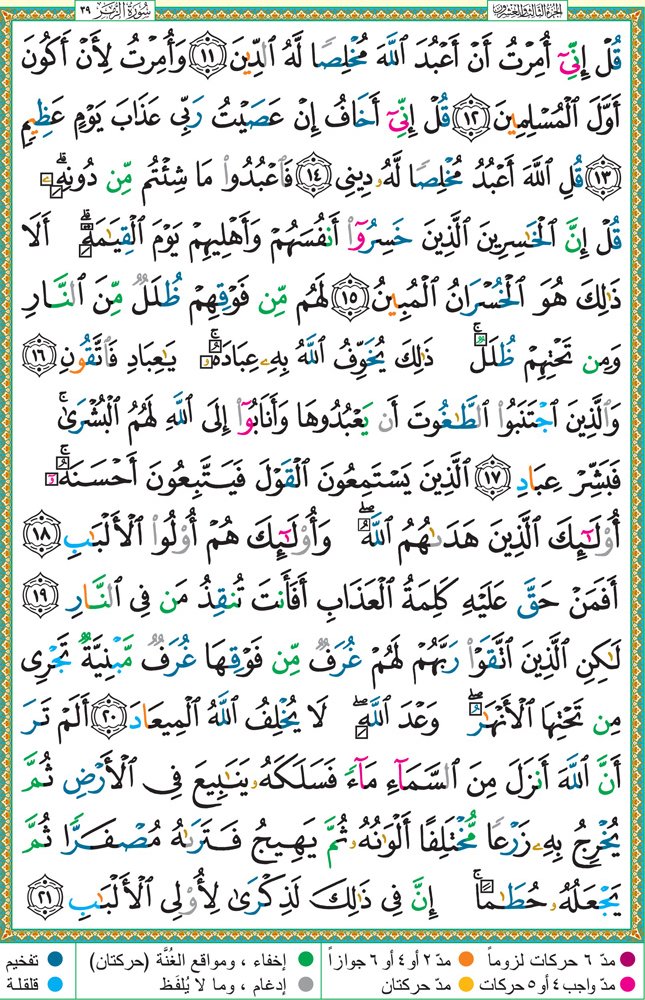 الجزء الثالث والعشرون
سورة الزمر ٣٩
قُلۡ إِنِّيٓ أُمِرۡتُ أَنۡ أَعۡبُدَ ٱللَّهَ مُخۡلِصٗا لَّهُ ٱلدِّينَ ١١ وَأُمِرۡتُ لِأَنۡ أَكُونَ
أَوَّلَ ٱلۡمُسۡلِمِينَ ١٢ قُلۡ إِنِّيٓ أَخَافُ إِنۡ عَصَيۡتُ رَبِّي عَذَابَ يَوۡمٍ عَظِيمٖ
١٣ قُلِ ٱللَّهَ أَعۡبُدُ مُخۡلِصٗا لَّهُۥ دِينِي ١٤ فَٱعۡبُدُواْ مَا شِئۡتُم مِّن دُونِهِۦۗ
قُلۡ إِنَّ ٱلۡخَٰسِرِينَ ٱلَّذِينَ خَسِرُوٓاْ أَنفُسَهُمۡ وَأَهۡلِيهِمۡ يَوۡمَ ٱلۡقِيَٰمَةِۗ أَلَا
ذَٰلِكَ هُوَ ٱلۡخُسۡرَانُ ٱلۡمُبِينُ ١٥ لَهُم مِّن فَوۡقِهِمۡ ظُلَلٞ مِّنَ ٱلنَّارِ
وَمِن تَحۡتِهِمۡ ظُلَلٞۚ ذَٰلِكَ يُخَوِّفُ ٱللَّهُ بِهِۦ عِبَادَهُۥۚ يَٰعِبَادِ فَٱتَّقُونِ ١٦
وَٱلَّذِينَ ٱجۡتَنَبُواْ ٱلطَّٰغُوتَ أَن يَعۡبُدُوهَا وَأَنَابُوٓاْ إِلَى ٱللَّهِ لَهُمُ ٱلۡبُشۡرَىٰۚ
فَبَشِّرۡ عِبَادِ ١٧ ٱلَّذِينَ يَسۡتَمِعُونَ ٱلۡقَوۡلَ فَيَتَّبِعُونَ أَحۡسَنَهُۥٓۚ
أُوْلَٰٓئِكَ ٱلَّذِينَ هَدَىٰهُمُ ٱللَّهُۖ وَأُوْلَٰٓئِكَ هُمۡ أُوْلُواْ ٱلۡأَلۡبَٰبِ ١٨
أَفَمَنۡ حَقَّ عَلَيۡهِ كَلِمَةُ ٱلۡعَذَابِ أَفَأَنتَ تُنقِذُ مَن فِي ٱلنَّارِ ١٩
لَٰكِنِ ٱلَّذِينَ ٱتَّقَوۡاْ رَبَّهُمۡ لَهُمۡ غُرَفٞ مِّن فَوۡقِهَا غُرَفٞ مَّبۡنِيَّةٞ تَجۡرِي
مِن تَحۡتِهَا ٱلۡأَنۡهَٰرُۖ وَعۡدَ ٱللَّهِۖ لَا يُخۡلِفُ ٱللَّهُ ٱلۡمِيعَادَ ٢٠ أَلَمۡ تَرَ
أَنَّ ٱللَّهَ أَنزَلَ مِنَ ٱلسَّمَآءِ مَآءٗ فَسَلَكَهُۥ يَنَٰبِيعَ فِي ٱلۡأَرۡضِ ثُمَّ
يُخۡرِجُ بِهِۦ زَرۡعٗا مُّخۡتَلِفًا أَلۡوَٰنُهُۥ ثُمَّ يَهِيجُ فَتَرَىٰهُ مُصۡفَرّٗا ثُمَّ
يَجۡعَلُهُۥ حُطَٰمًاۚ إِنَّ فِي ذَٰلِكَ لَذِكۡرَىٰ لِأُوْلِي ٱلۡأَلۡبَٰبِ ٢١
مدّ ٦ حركات لزوماً مدّ ٢ أو ٤ أو ٦ جوازاً إخفاء ، ومواقع الغُنَّة (حركتان) تفخيم
مدّ واجب ٤ أو ٥ حركات مدّ حركتان إدغام ، وما لا يُلفَظ قلقلة